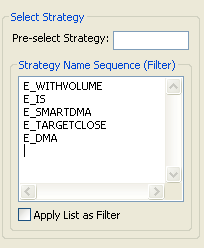 Select Strategy
Pre-select Strategy:
Strategy Name Sequence (Filter)
E_WITHVOLUME
E_IS
E_SMARTDMA
E_TARGETCLOSE
E_DMA
Apply List as Filter